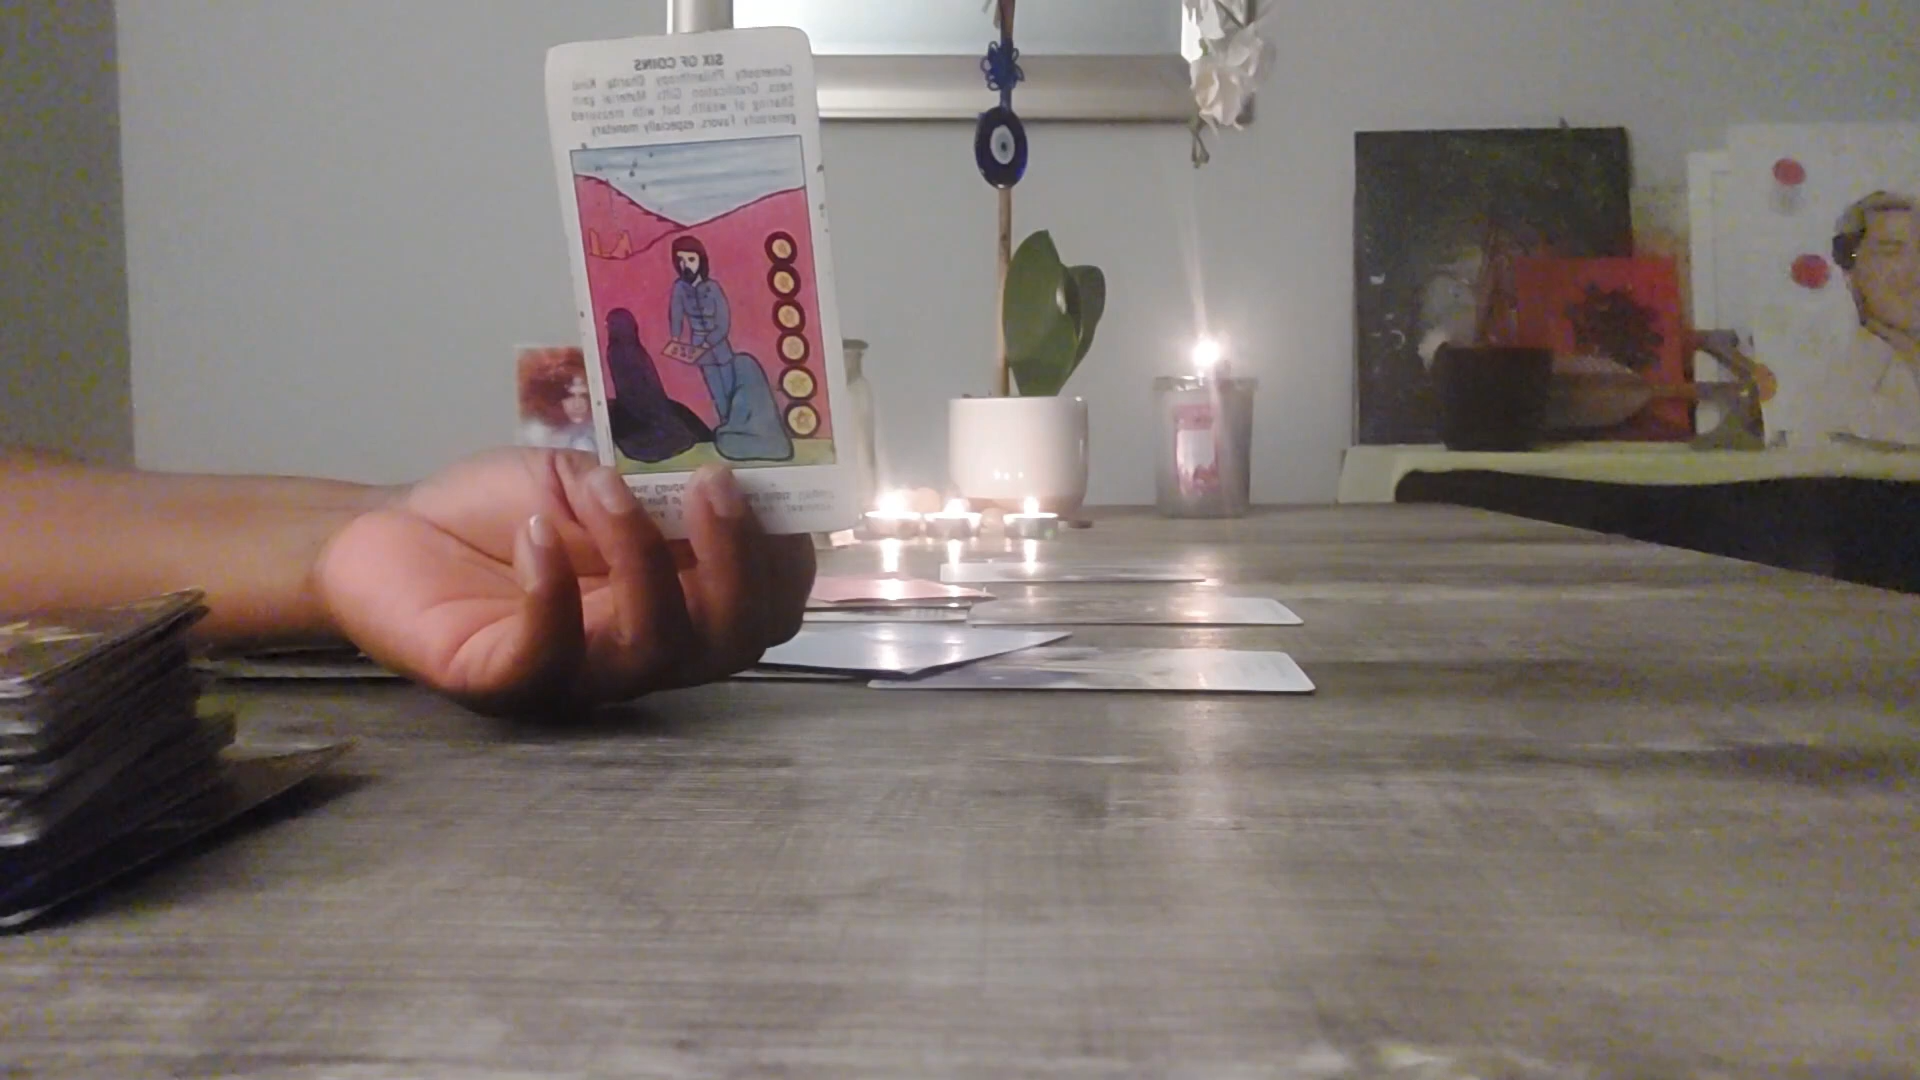 SIX OF COINS
Generosity Philanthropy Charity Kind
ness Gratification Gifts Material gain
Sharing of wealth, but with measured
generosity Favors, especially monetary.